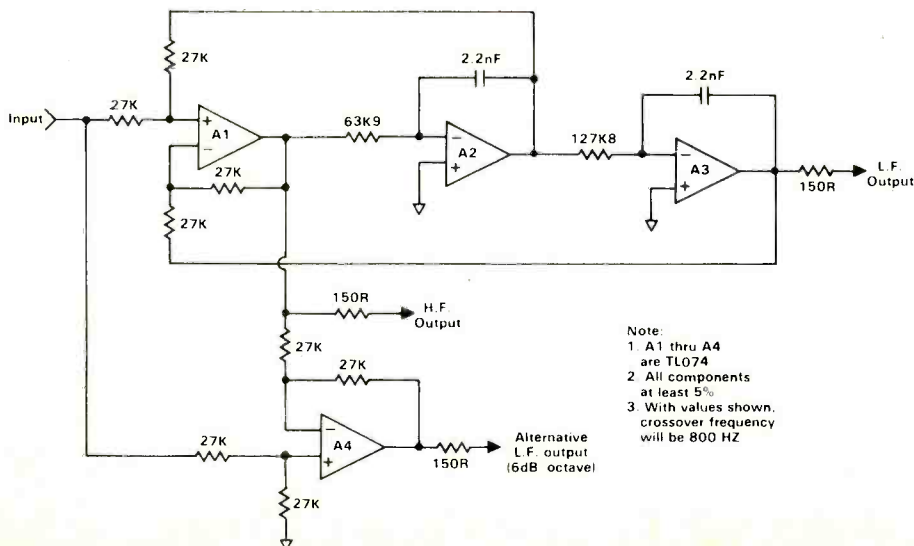 27K
2.2nF
2.2nF
Input
27K
+
A1
−
63K9
−
A2
+
127K8
−
A3
+
150R
L.F.
Output
27K
27K
150R
H.F.
Output
27K
27K
Note:
1. A1 thru A4
are TL074
2. All components
at least 5%
3. With values shown,
crossover frequency
will be 800 HZ
27K
−
A4
+
150R
Alternative
L.F. output
(6dB octave)
27K